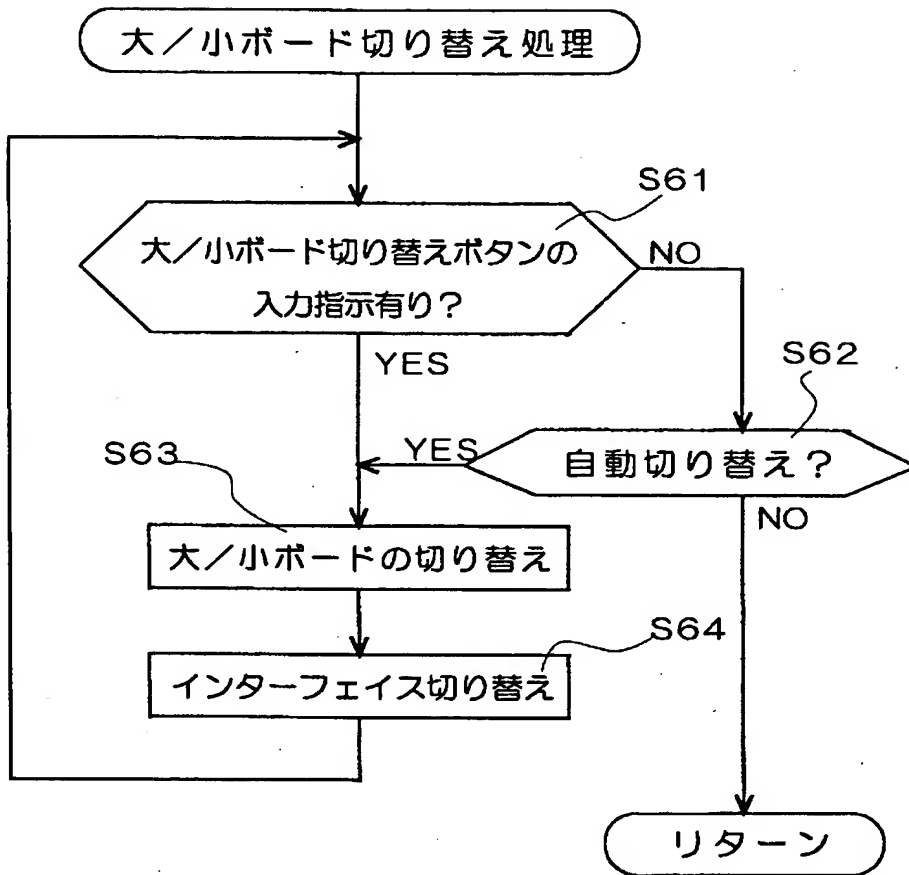 大／小ボード切り替え処理
S61
大／小ボード切り替えボタンの
入力指示有り？
NO
YES
S62
自動切り替え？
YES
NO
S63
大／小ボードの切り替え
S64
インターフェイス切り替え
リターン